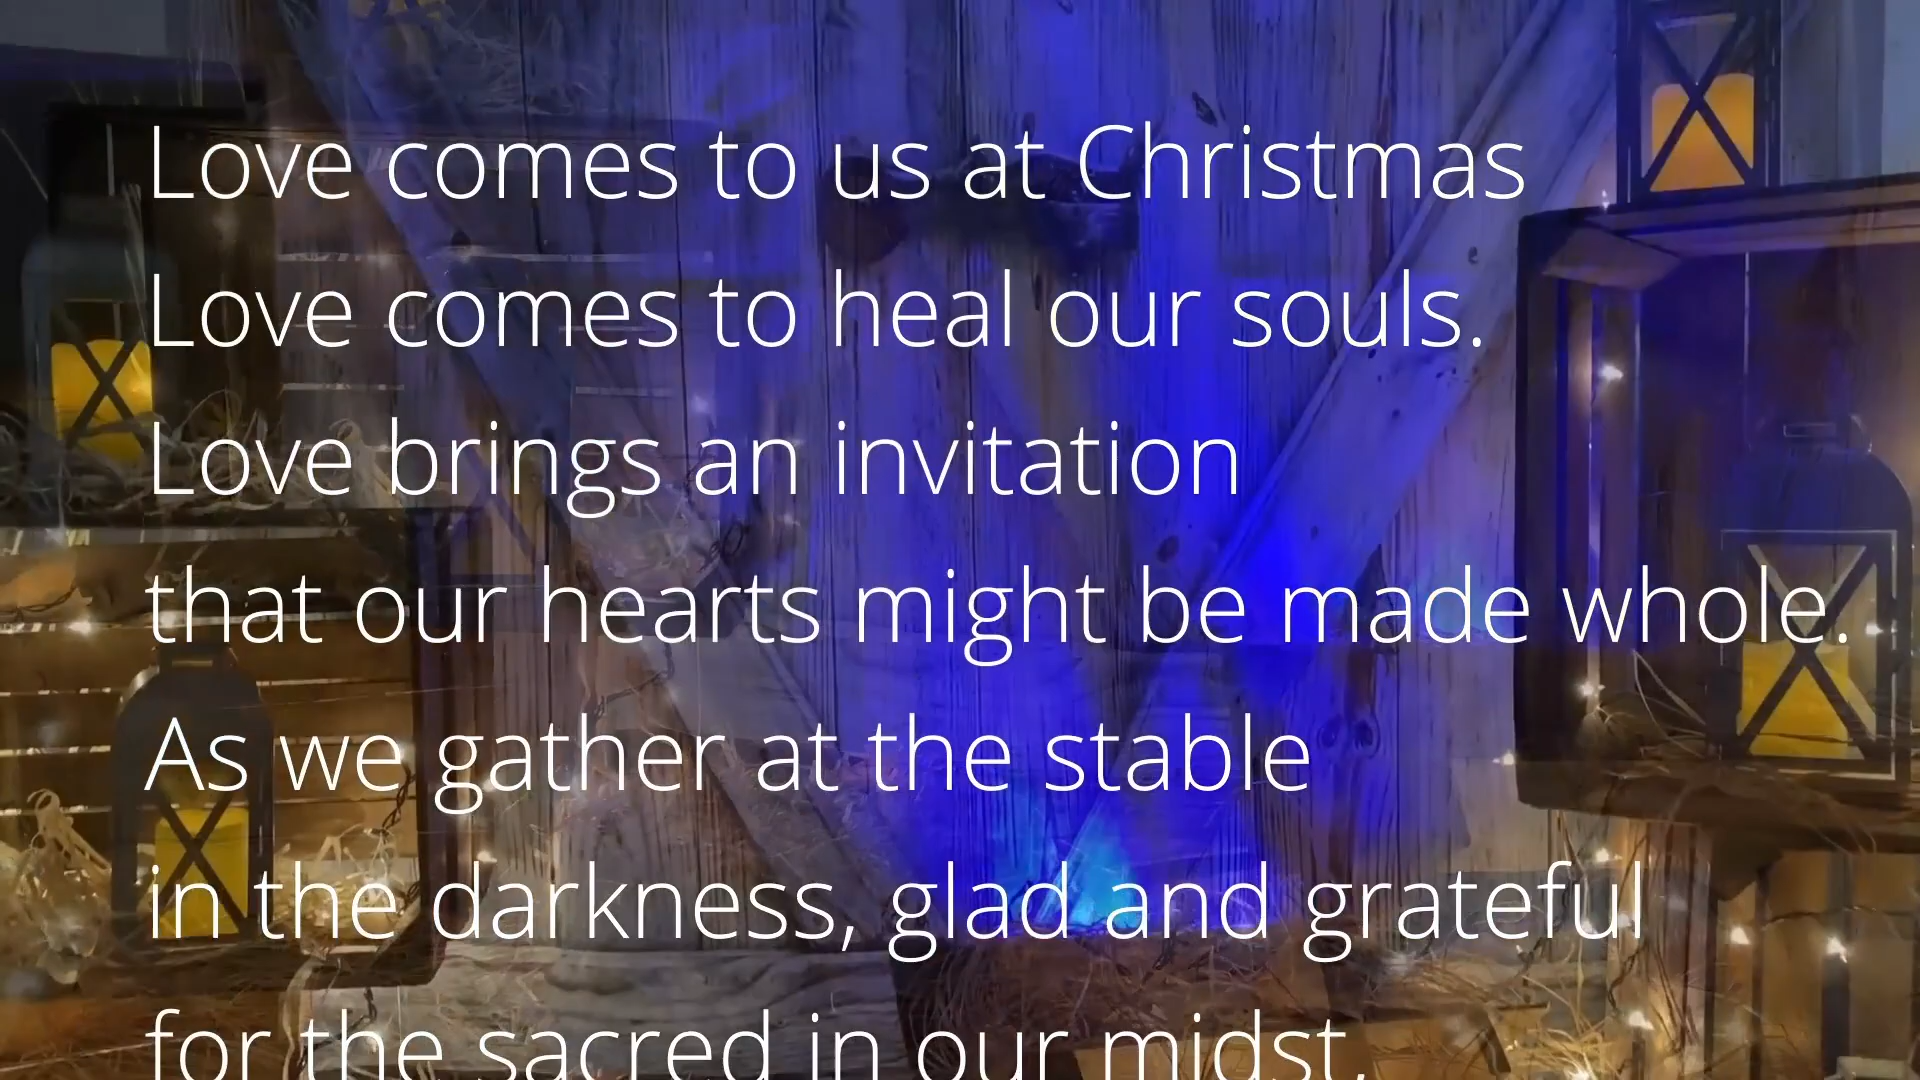 Love comes to us at Christmas
Love comes to heal our souls.
Love brings an invitation
that our hearts might be made whole.
As we gather at the stable
in the darkness, glad and grateful
for the sacred in our midst,